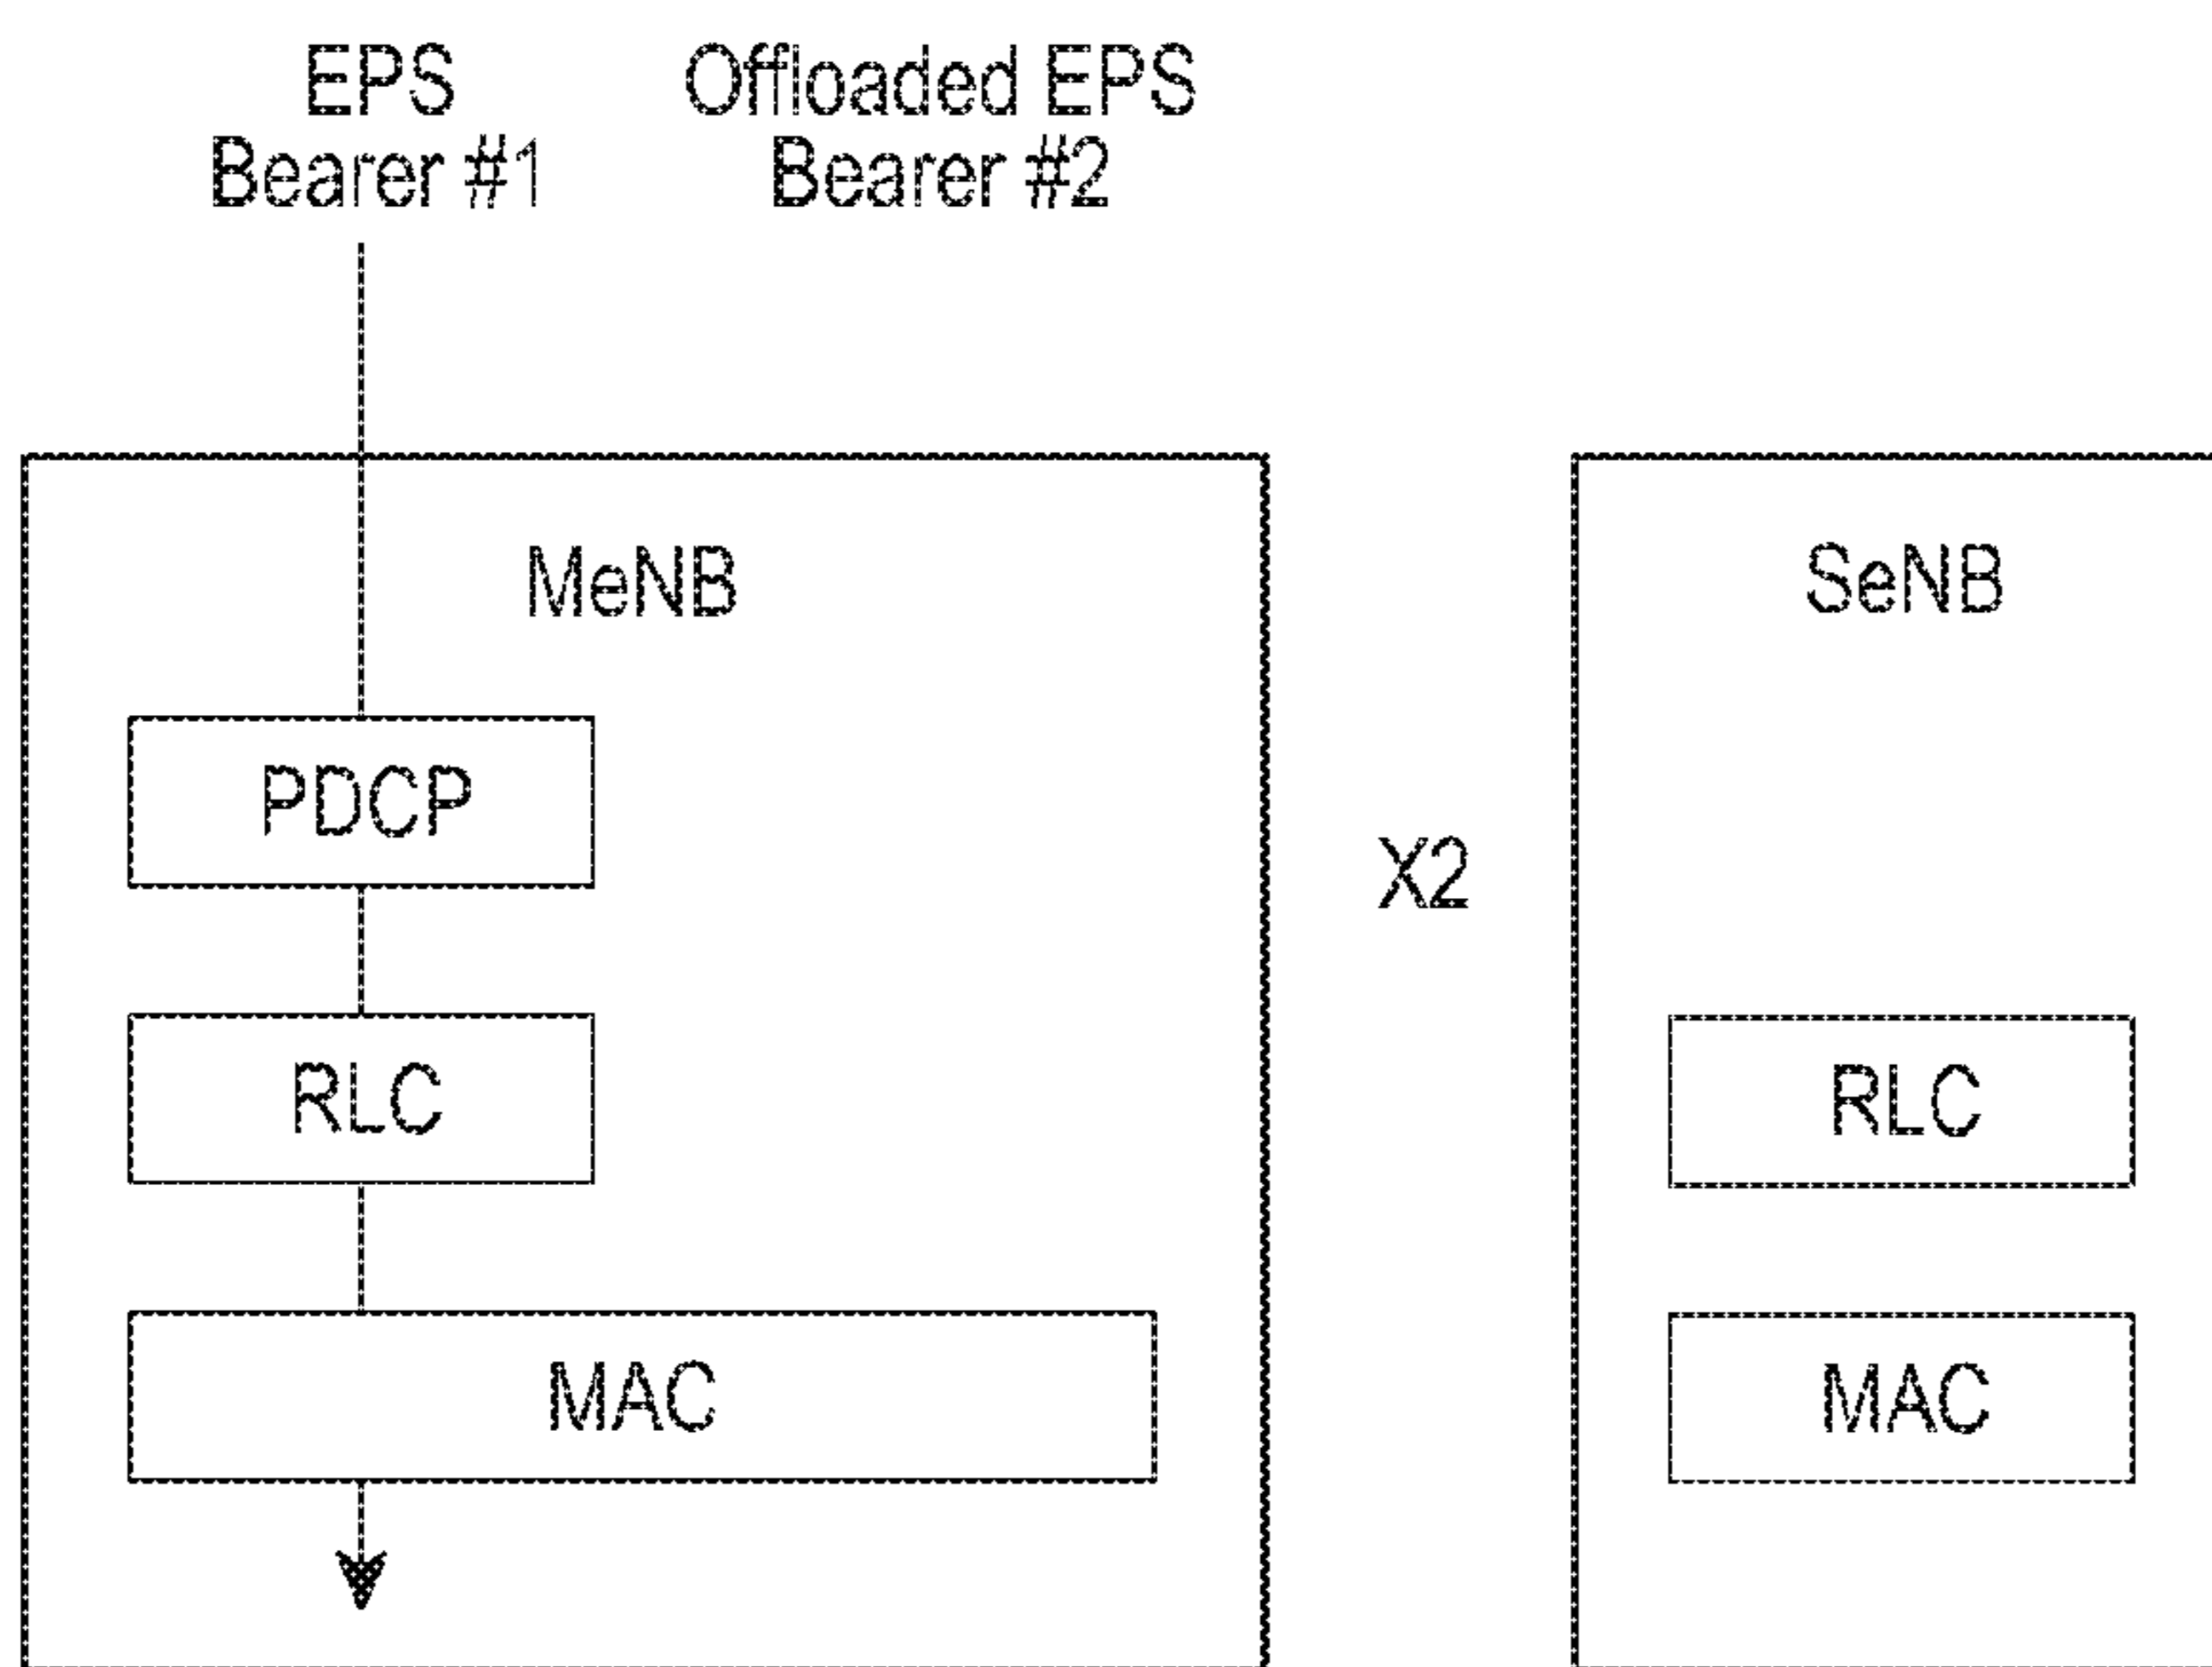 EPS
Bearer #1
Offloaded EPS
Bearer #2
MeNB
SeNB
PDCP
X2
RLC
RLC
MAC
MAC